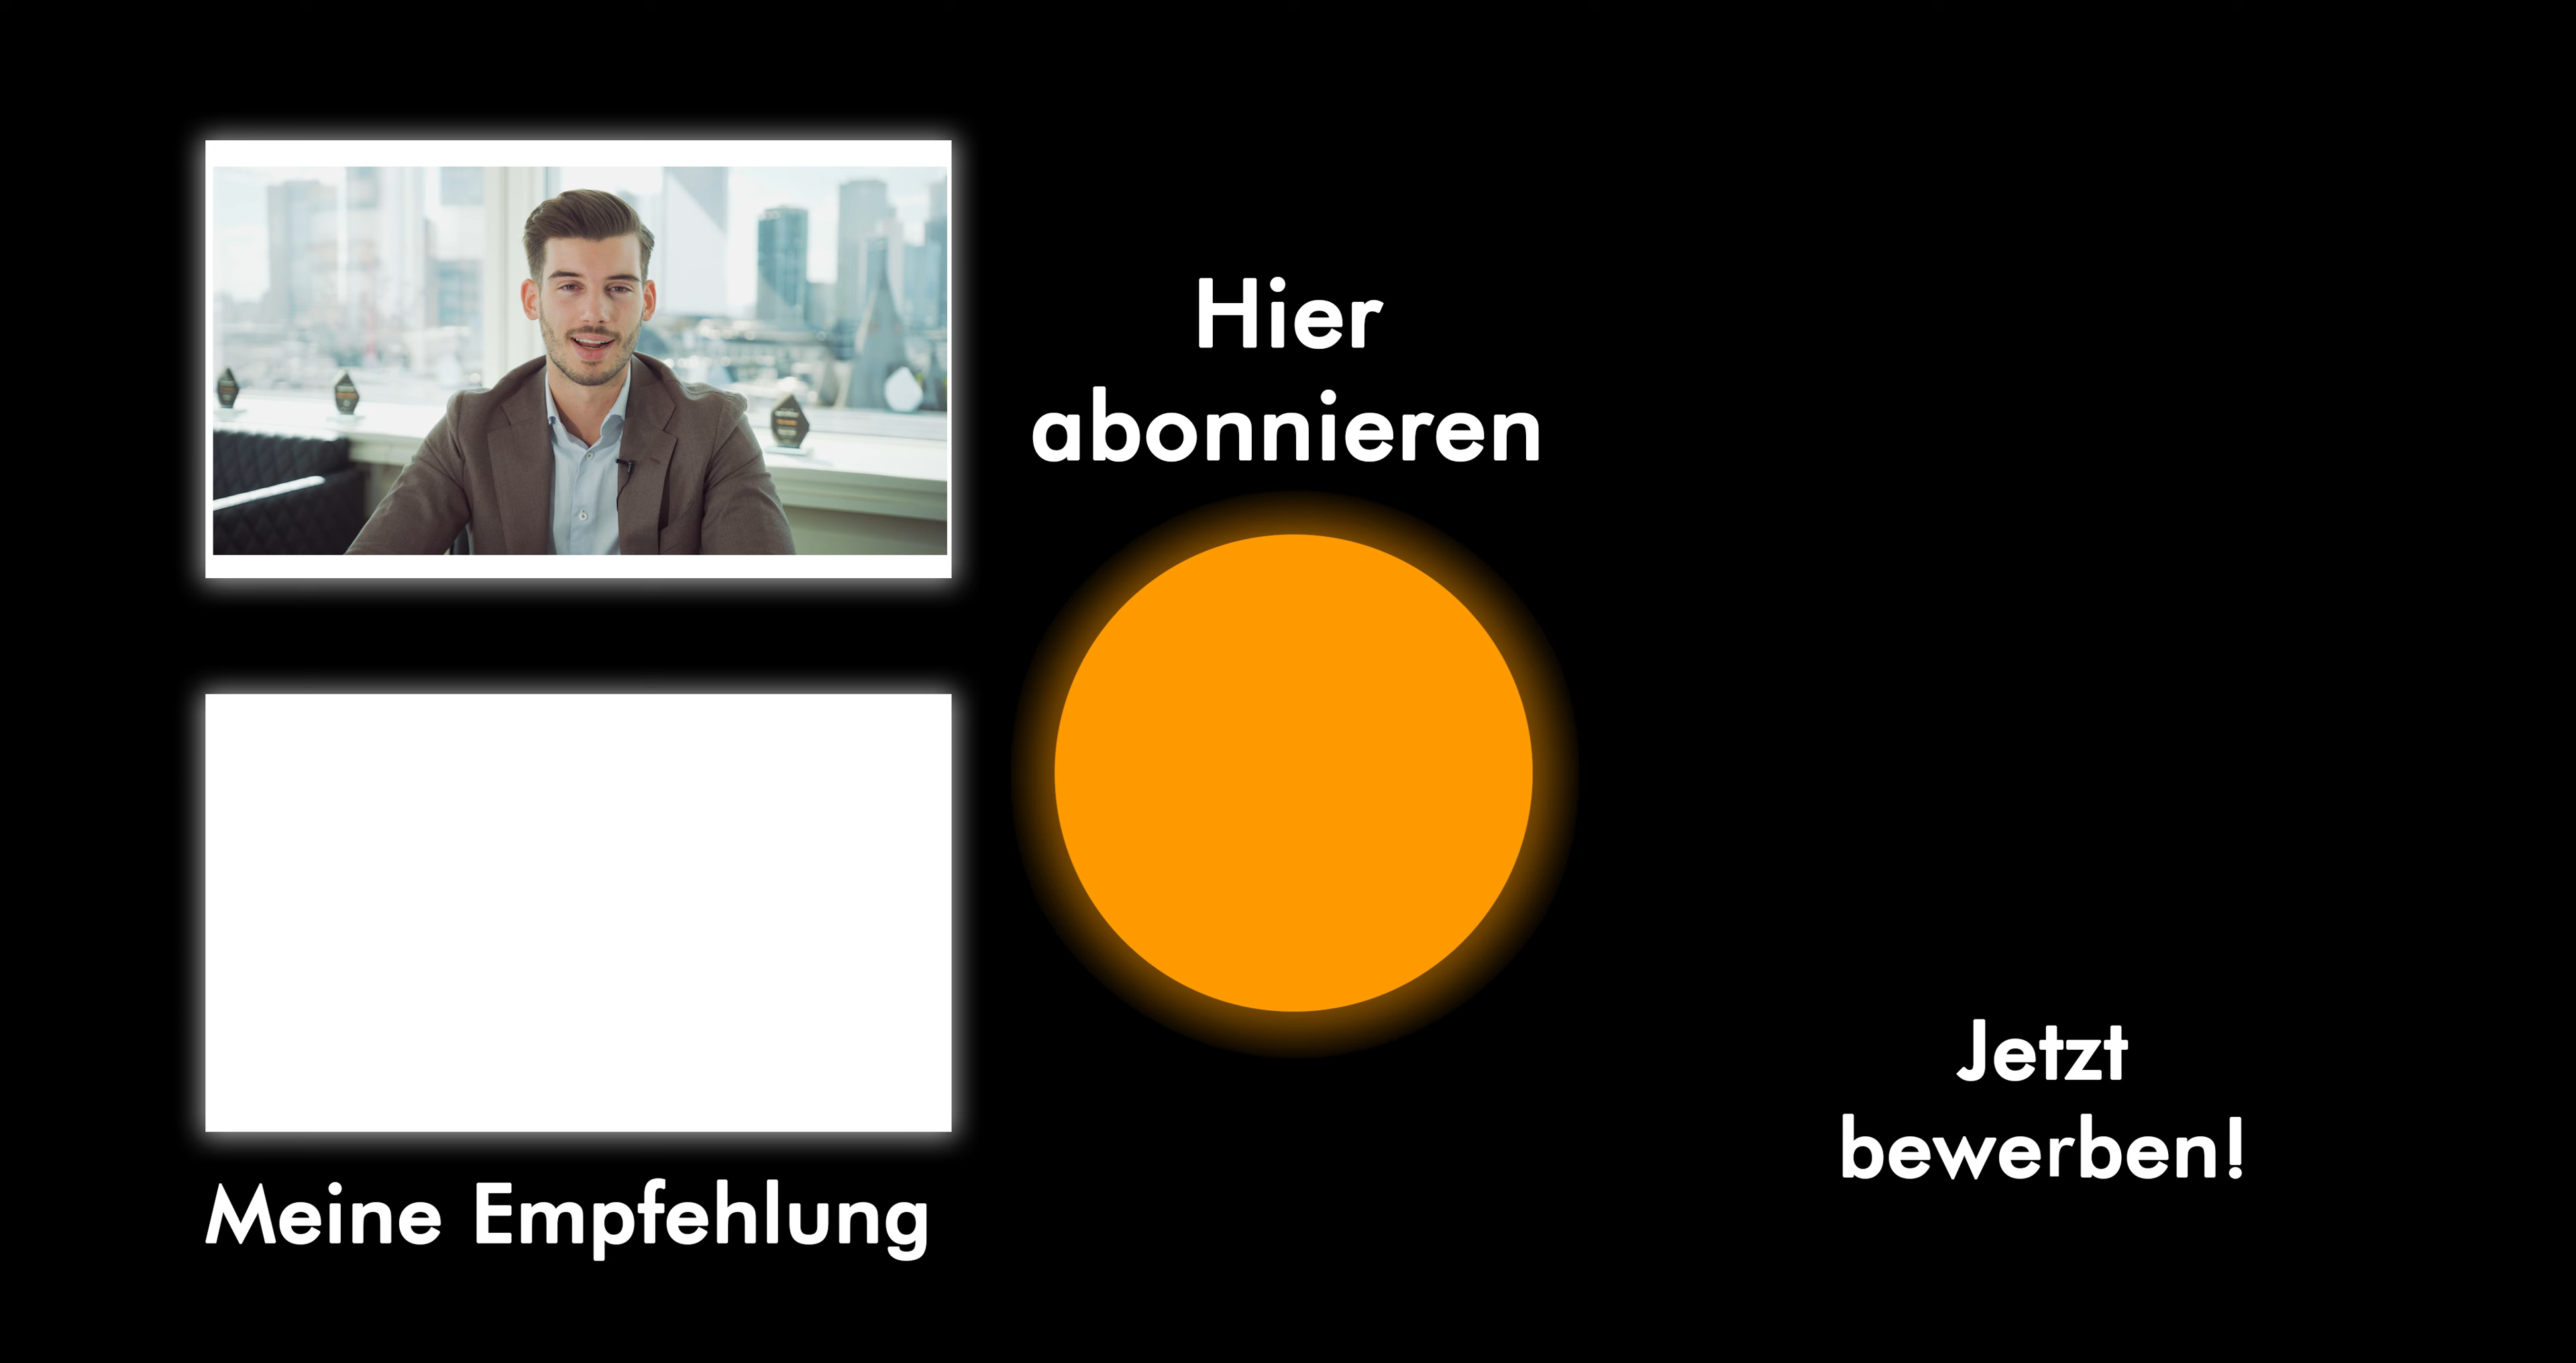 Hier
abonnieren
Meine Empfehlung
Jetzt
bewerben!